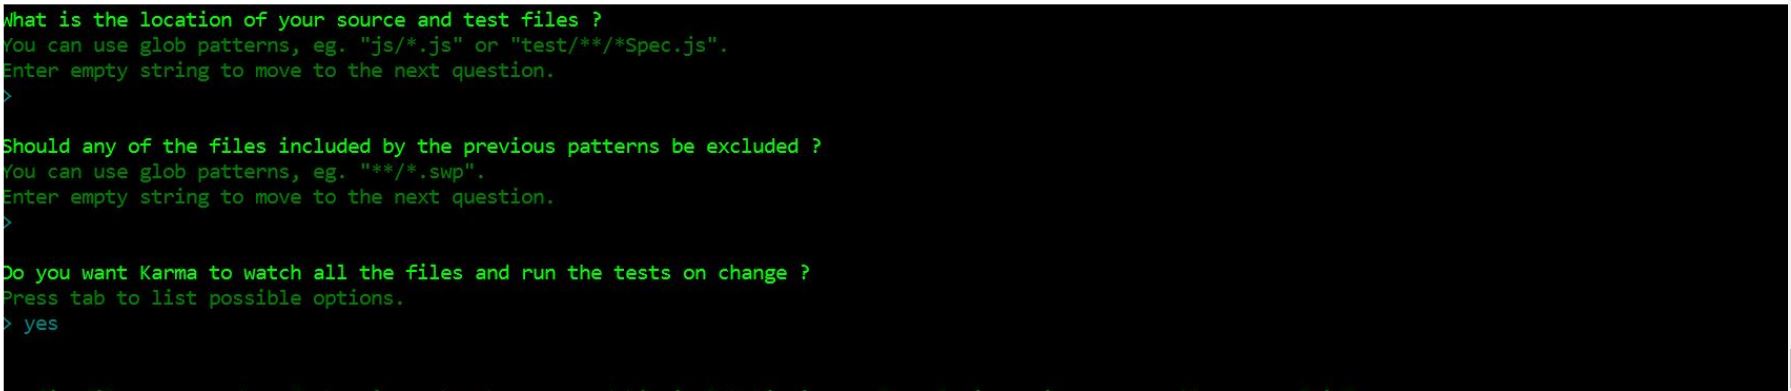 What is the location of your source and test files ?
You can use glob patterns, eg. "js/*.js" or "test/**/*Spec.js".
Enter empty string to move to the next question.
>
Should any of the files included by the previous patterns be excluded ?
You can use glob patterns, eg. "**/*.swp".
Enter empty string to move to the next question.
>
Do you want Karma to watch all the files and run the tests on change ?
Press tab to list possible options.
> yes